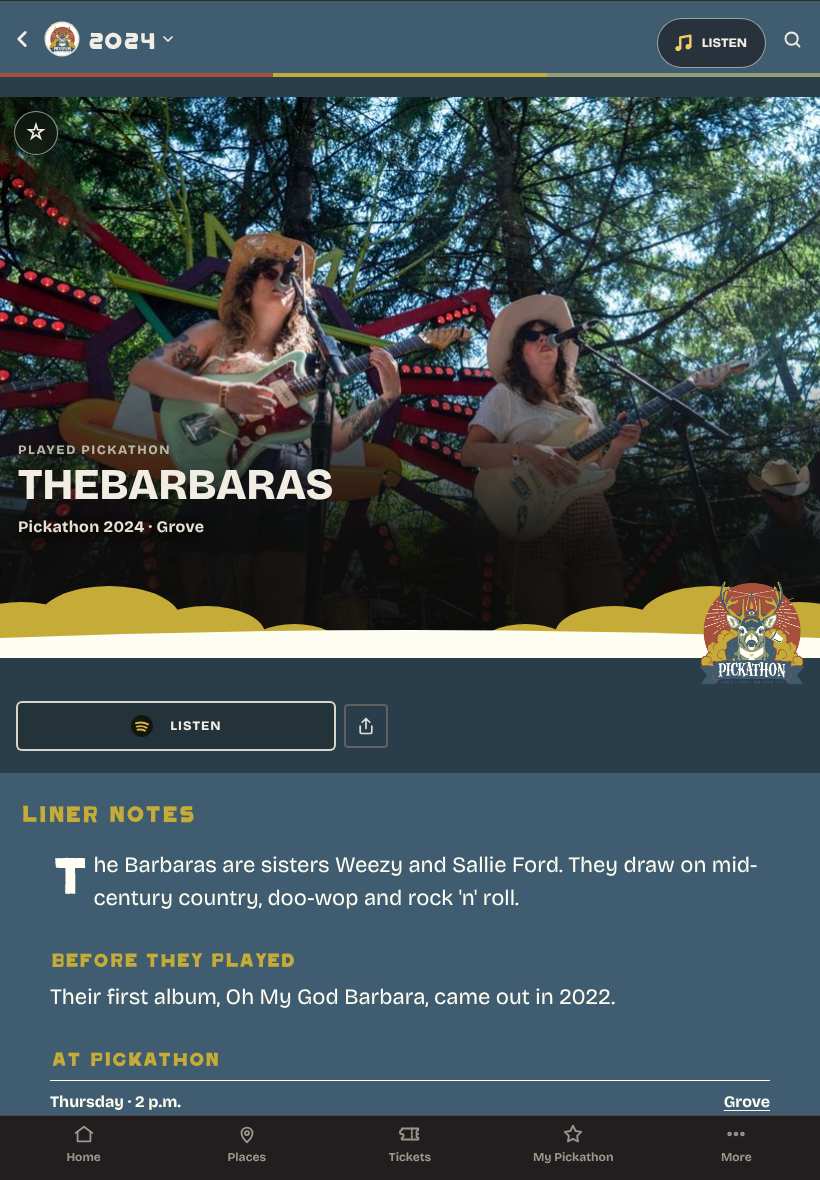 2024
LISTEN
PLAYED PICKATHON
THEBARBARAS
Pickathon 2024 · Grove
PICKATHON
LISTEN
LINER NOTES
The Barbaras are sisters Weezy and Sallie Ford. They draw on mid-
century country, doo-wop and rock 'n' roll.
BEFORE THEY PLAYED
Their first album, Oh My God Barbara, came out in 2022.
AT PICKATHON
Thursday · 2 p.m. Grove
Home Places Tickets My Pickathon More